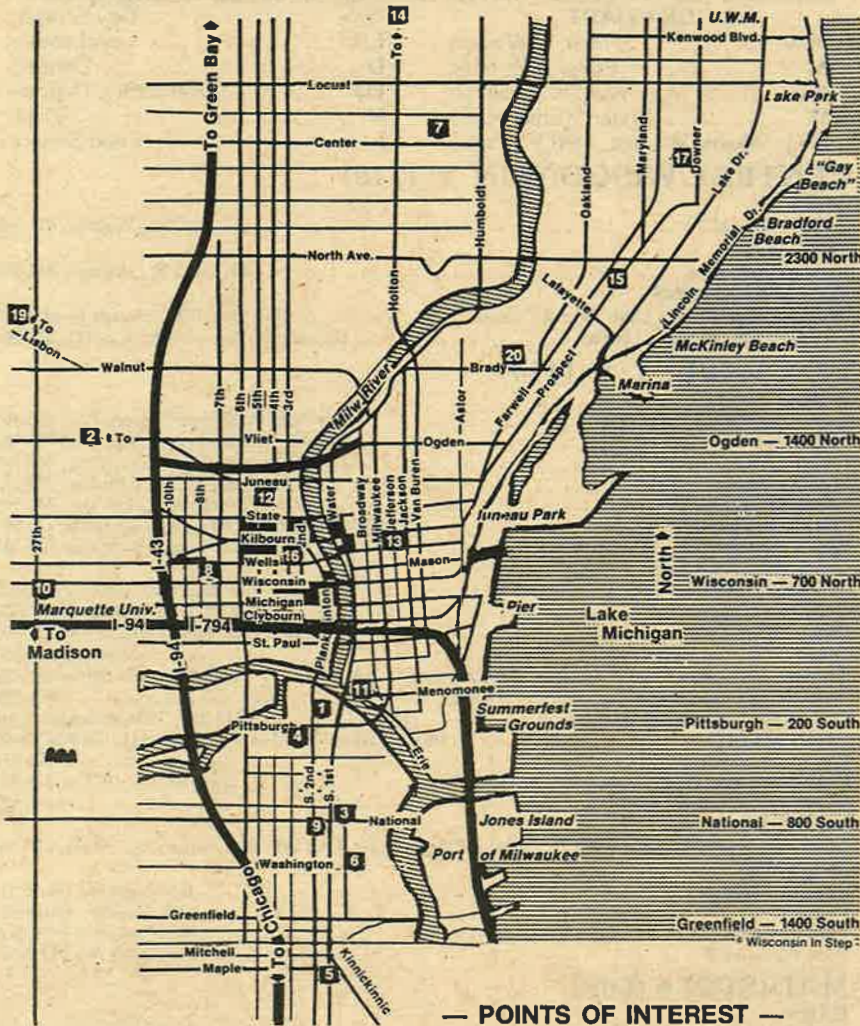 14
To
U.W.M.
Kenwood Blvd.
To Green Bay
Locust
Lake Park
7
Center
Maryland
17
Downer
Lake Dr.
"Gay
Beach"
Oakland
Humboldt
Bradford
Beach
North Ave.
2300 North
Holton
Lafayette
15
Lincoln Memorial Dr.
19
To
Lisbon
McKinley Beach
Walnut
Brady
20
Prospect
Farwell
Marina
7th
6th
5th
4th
3rd
Milw. River
Astor
2
To
Vliet
Ogden
Ogden — 1400 North
Juneau
10th
8th
12
Water
Broadway
Milwaukee
Jefferson
Jackson
Van Buren
State
2nd
Juneau Park
Kilbourn
13
27th
I-43
Wells
16
8
Mason
North
Wisconsin
Wisconsin — 700 North
10
Michigan
Marquette Univ.
Clybourn
Pier
Lake
Michigan
I-94
I-794
To
Madison
St. Paul
I-94
11
Menomonee
1
Summerfest
Grounds
Pittsburgh
4
Pittsburgh — 200 South
Erie
S. 2nd
S. 1st
3
9
National
Jones Island
National — 800 South
Washington
6
Port
of Milwaukee
To Chicago
Greenfield
Greenfield — 1400 South
© Wisconsin In Step
Mitchell
Maple
5
Kinnickinnic
— POINTS OF INTEREST —